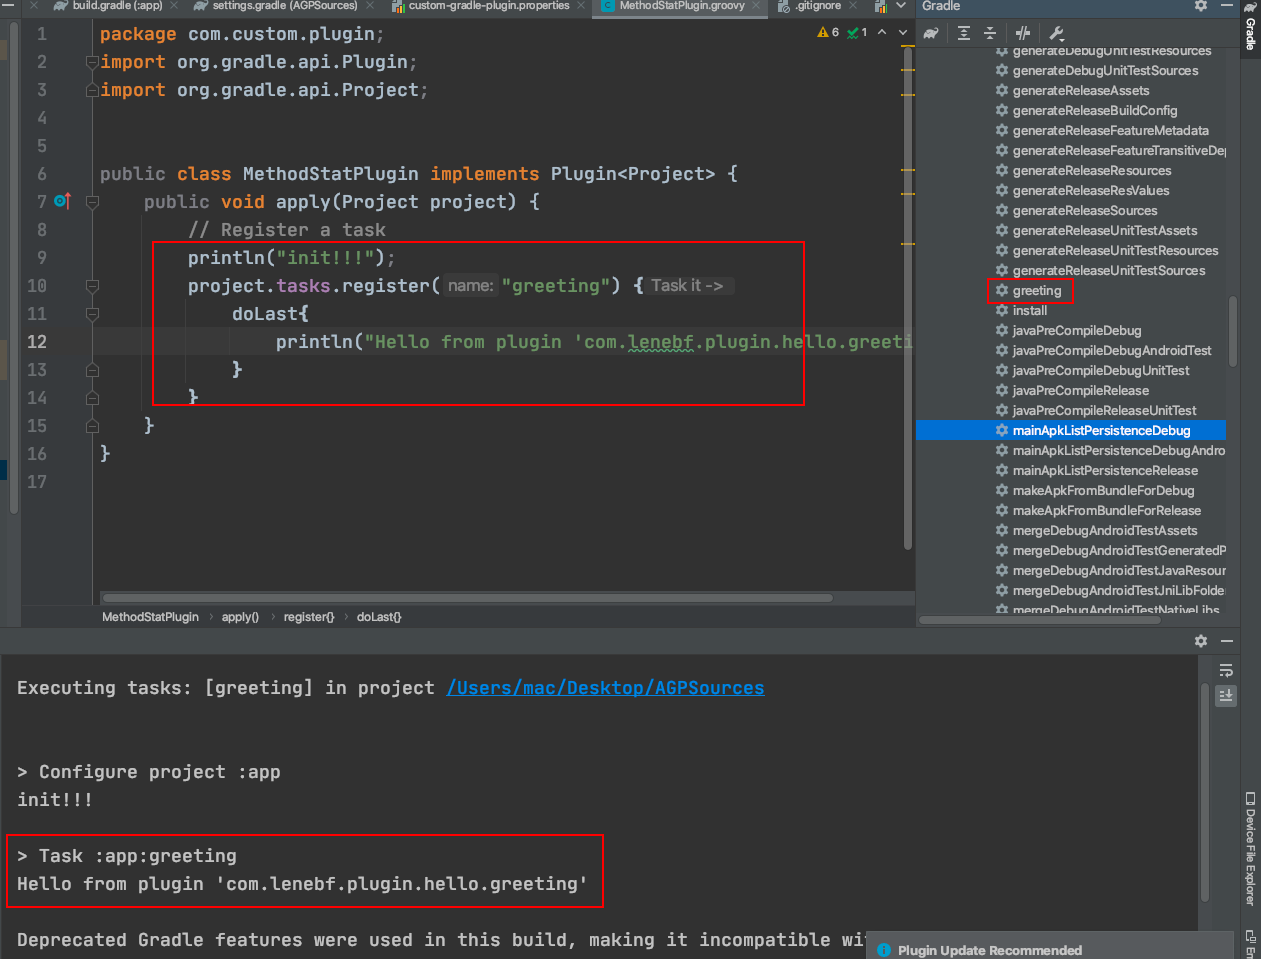 build.gradle (:app)
settings.gradle (AGPSources)
custom-gradle-plugin.properties
MethodStatPlugin.groovy
.gitignore
Gradle
1 package com.custom.plugin;
2 import org.gradle.api.Plugin;
3 import org.gradle.api.Project;
4
5
6 public class MethodStatPlugin implements Plugin<Project> {
7 public void apply(Project project) {
8 // Register a task
9 println("init!!!");
10 project.tasks.register( name: "greeting") { Task it ->
11 doLast{
12 println("Hello from plugin 'com.lenebf.plugin.hello.greeti
13 }
14 }
15 }
16 }
17
6 1
MethodStatPlugin > apply() > register{} > doLast{}
generateDebugUnitTestResources
generateDebugUnitTestSources
generateReleaseAssets
generateReleaseBuildConfig
generateReleaseFeatureMetadata
generateReleaseFeatureTransitiveDep
generateReleaseResources
generateReleaseResValues
generateReleaseSources
generateReleaseUnitTestAssets
generateReleaseUnitTestResources
generateReleaseUnitTestSources
greeting
install
javaPreCompileDebug
javaPreCompileDebugAndroidTest
javaPreCompileDebugUnitTest
javaPreCompileRelease
javaPreCompileReleaseUnitTest
mainApkListPersistenceDebug
mainApkListPersistenceDebugAndro
mainApkListPersistenceRelease
makeApkFromBundleForDebug
makeApkFromBundleForRelease
mergeDebugAndroidTestAssets
mergeDebugAndroidTestGeneratedP
mergeDebugAndroidTestJavaResour
mergeDebugAndroidTestJniLibFolder
mergeDebugAndroidTestNativeLibs
Gradle
Executing tasks: [greeting] in project /Users/mac/Desktop/AGPSources
> Configure project :app
init!!!
> Task :app:greeting
Hello from plugin 'com.lenebf.plugin.hello.greeting'
Deprecated Gradle features were used in this build, making it incompatible wi
Plugin Update Recommended
Device File Explorer
Em